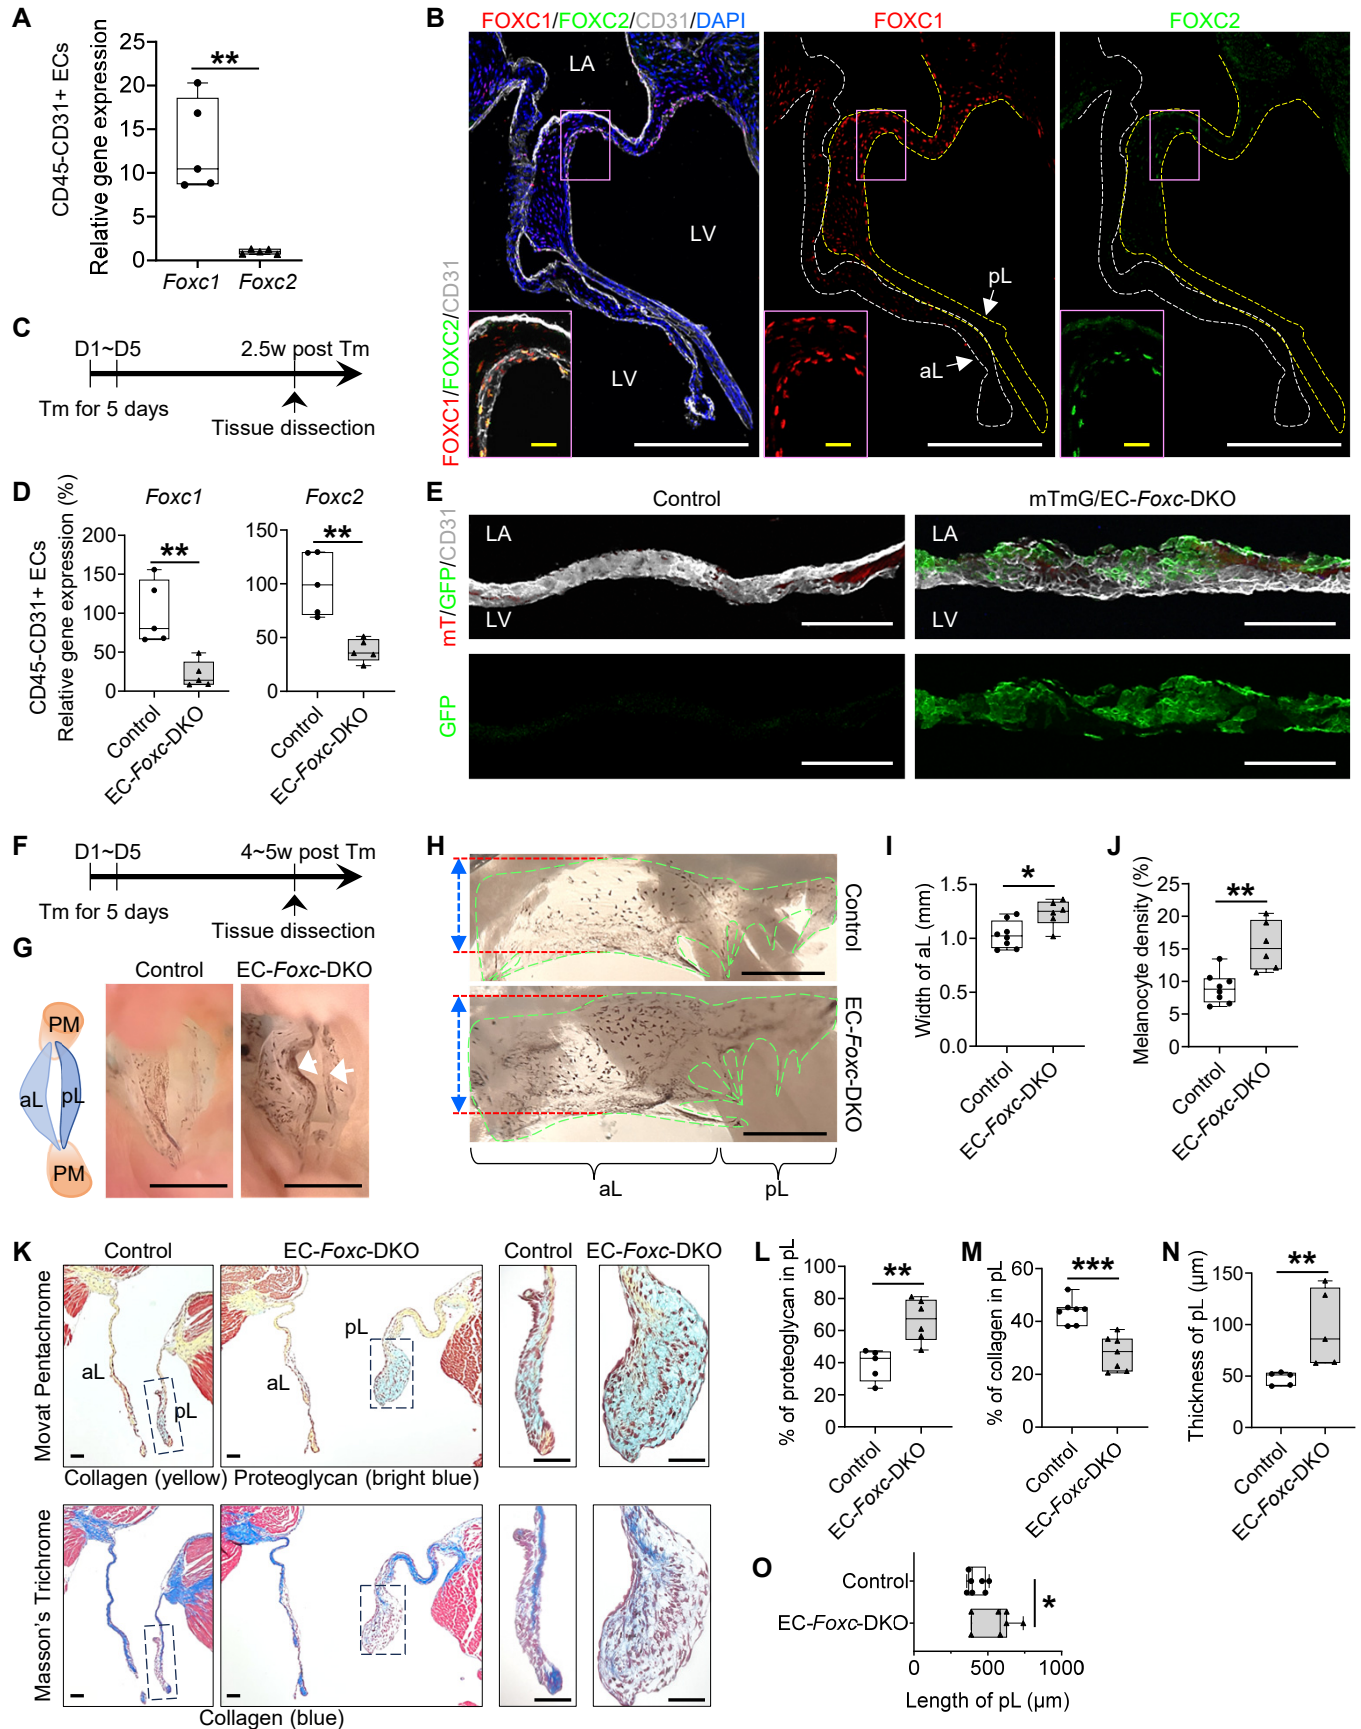 A
CD45-CD31+ ECs
Relative gene expression
25
20
15
10
5
0
**
Foxc1
Foxc2
B
FOXC1/FOXC2/CD31/DAPI
FOXC1
FOXC2
LA
LV
LV
pL
aL
FOXC1/FOXC2/CD31
C
D1~D5
2.5w post Tm
Tm for 5 days
Tissue dissection
D
CD45-CD31+ ECs
Relative gene expression (%)
Foxc1
200
150
100
50
0
**
Control
EC-Foxc-DKO
Foxc2
150
100
50
0
**
Control
EC-Foxc-DKO
E
Control
mTmG/EC-Foxc-DKO
mT/GFP/CD31
LA
LV
LA
LV
GFP
F
D1~D5
4~5w post Tm
Tm for 5 days
Tissue dissection
G
Control
EC-Foxc-DKO
PM
aL
pL
PM
H
Control
EC-Foxc-DKO
aL
pL
I
Width of aL (mm)
1.5
1.0
0.5
0.0
*
Control
EC-Foxc-DKO
J
Melanocyte density (%)
25
20
15
10
5
0
**
Control
EC-Foxc-DKO
K
Control
EC-Foxc-DKO
Control
EC-Foxc-DKO
Movat Pentachrome
aL
pL
aL
pL
Collagen (yellow) Proteoglycan (bright blue)
Masson's Trichrome
Collagen (blue)
L
% of proteoglycan in pL
100
80
60
40
20
0
**
Control
EC-Foxc-DKO
M
% of collagen in pL
60
40
20
0
***
Control
EC-Foxc-DKO
N
Thickness of pL (µm)
150
100
50
0
**
Control
EC-Foxc-DKO
O
Control
EC-Foxc-DKO
*
0
500
1000
Length of pL (µm)